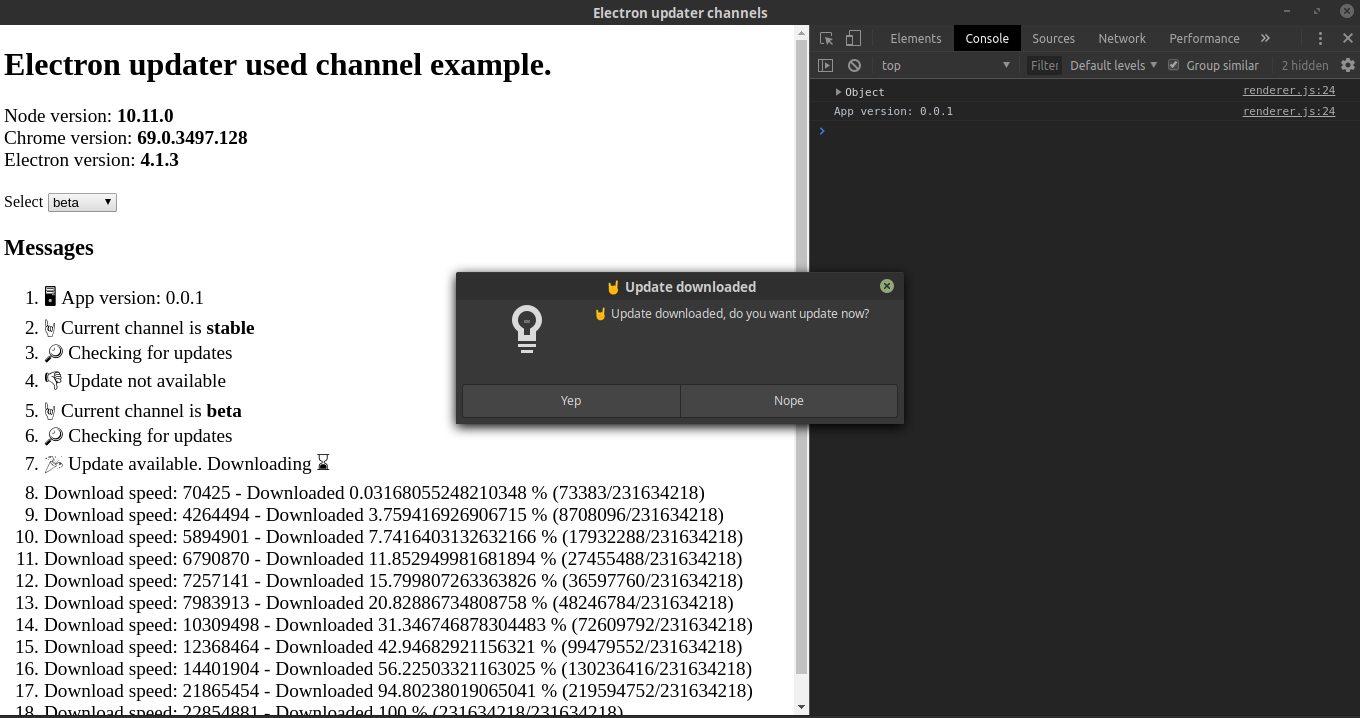 Electron updater channels
Electron updater used channel example.
Node version: 10.11.0
Chrome version: 69.0.3497.128
Electron version: 4.1.3
Select beta
Messages
1. 🖥 App version: 0.0.1
2. 🤘 Current channel is stable
3. 🔎 Checking for updates
4. 👎 Update not available
5. 🤘 Current channel is beta
6. 🔎 Checking for updates
7. 🎉 Update available. Downloading ⌛
8. Download speed: 70425 - Downloaded 0.03168055248210348 % (73383/231634218)
9. Download speed: 4264494 - Downloaded 3.759416926906715 % (8708096/231634218)
10. Download speed: 5894901 - Downloaded 7.7416403132632166 % (17932288/231634218)
11. Download speed: 6790870 - Downloaded 11.852949981681894 % (27455488/231634218)
12. Download speed: 7257141 - Downloaded 15.799807263363826 % (36597760/231634218)
13. Download speed: 7983913 - Downloaded 20.82886734808758 % (48246784/231634218)
14. Download speed: 10309498 - Downloaded 31.346746878304483 % (72609792/231634218)
15. Download speed: 12368464 - Downloaded 42.94682921156321 % (99479552/231634218)
16. Download speed: 14401904 - Downloaded 56.22503321163025 % (130236416/231634218)
17. Download speed: 21865454 - Downloaded 94.80238019065041 % (219594752/231634218)
18. Download speed: 22854881 - Downloaded 100 % (231634218/231634218)
🤘 Update downloaded
🤘 Update downloaded, do you want update now?
Yep Nope
Elements Console Sources Network Performance »
top Filter Default levels Group similar 2 hidden
Object renderer.js:24
App version: 0.0.1 renderer.js:24